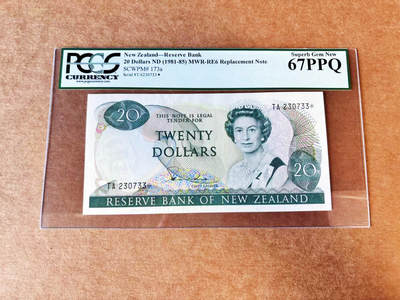 PCGS
CURRENCY
New Zealand—Reserve Bank
20 Dollars ND (1981-85) MWR-RE6 Replacement Note
SCWPM# 173a
Serial #TA230733★
Superb Gem New
67PPQ
20
TA 230733*
THIS NOTE IS LEGAL
TENDER FOR
TWENTY
DOLLARS
TA 230733*
20
RESERVE BANK OF NEW ZEALAND